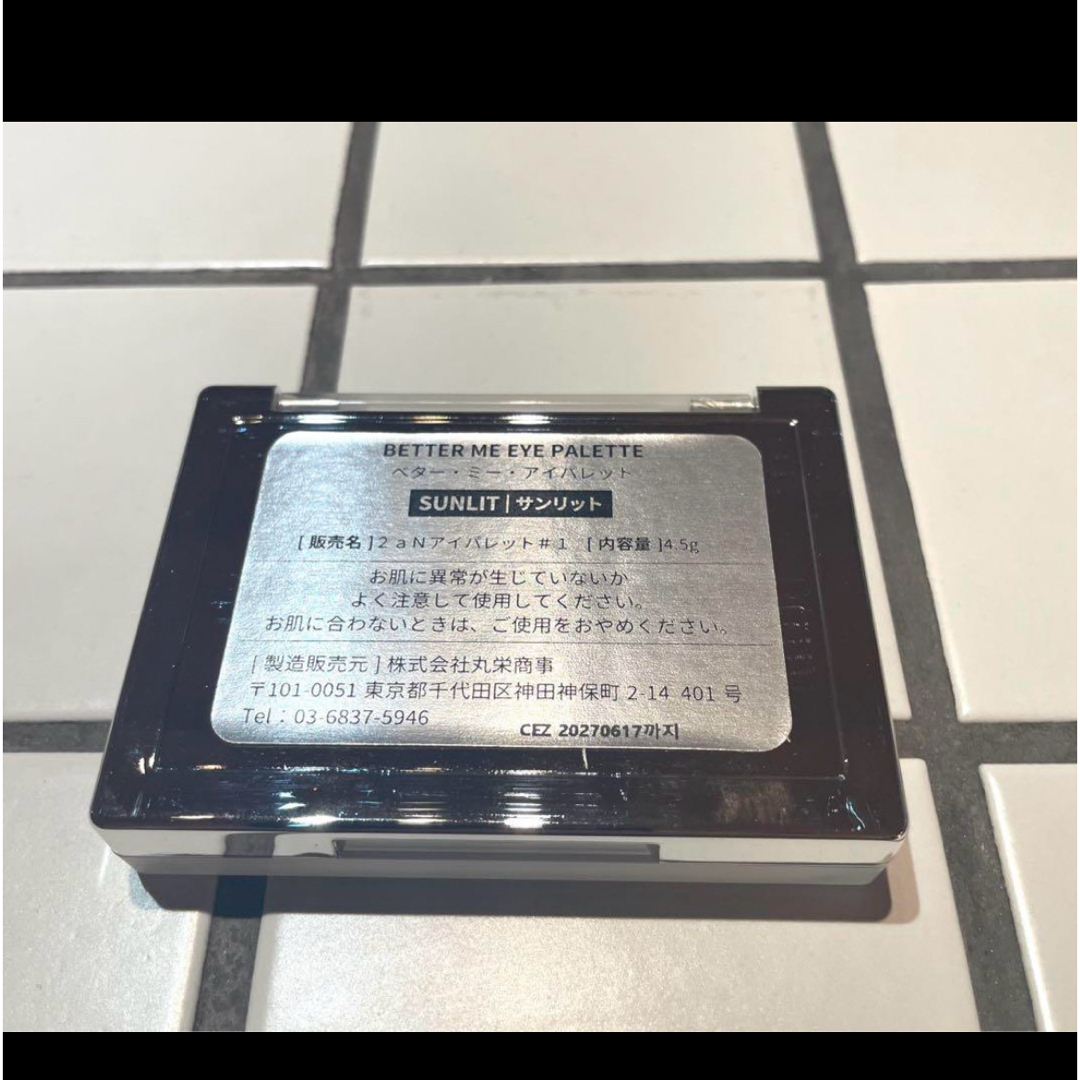 BETTER ME EYE PALETTE
ベター・ミー・アイパレット
SUNLIT | サンリット
[ 販売名 ] 2aNアイパレット#1 [ 内容量 ]4.5g
お肌に異常が生じていないか
よく注意して使用してください。
お肌に合わないときは、ご使用をおやめください。
[ 製造販売元 ] 株式会社丸栄商事
〒101-0051 東京都千代田区神田神保町 2-14 401 号
Tel : 03-6837-5946
CEZ 20270617까지